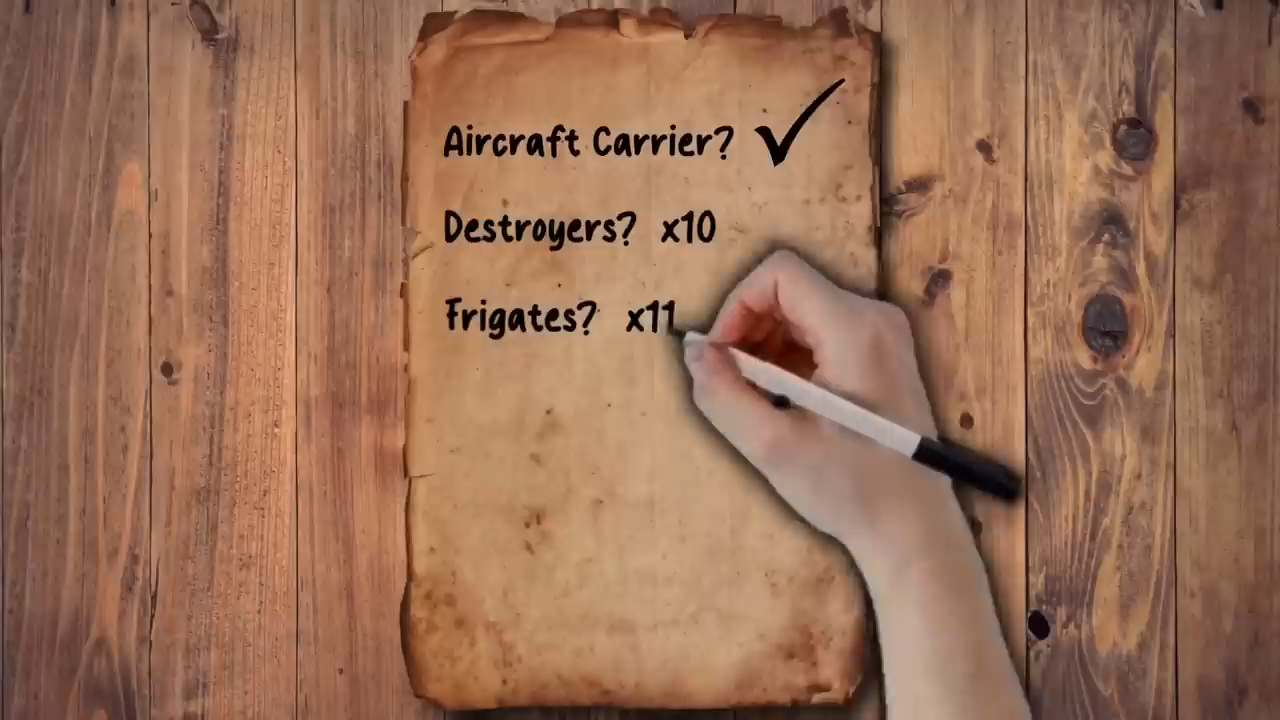 Aircraft Carrier? ✓
Destroyers? x10
Frigates? x11